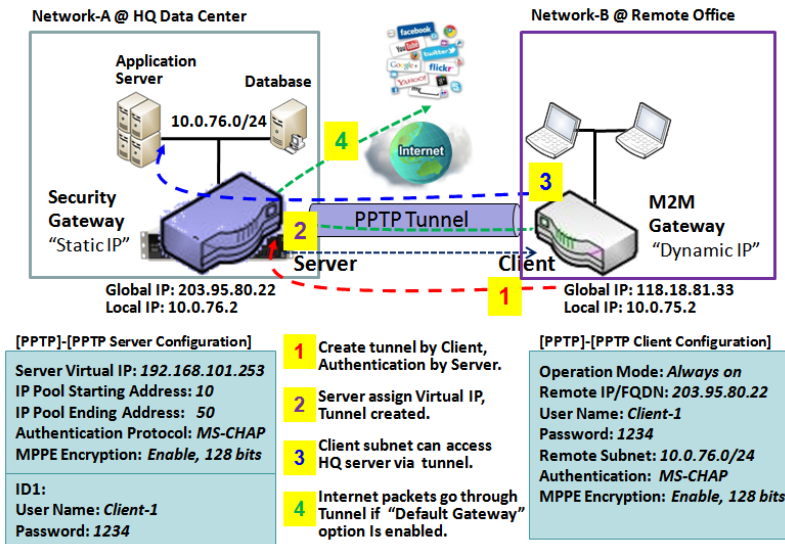 Network-A @ HQ Data Center
Network-B @ Remote Office
Application
Server
Database
10.0.76.0/24
facebook
YouTube
twitter
Google+
flickr
YAHOO!
my
Internet
4
3
Security
Gateway
“Static IP”
PPTP Tunnel
M2M
Gateway
“Dynamic IP”
2
Server
Client
1
Global IP: 203.95.80.22
Local IP: 10.0.76.2
Global IP: 118.18.81.33
Local IP: 10.0.75.2
[PPTP]-[PPTP Server Configuration]
Server Virtual IP: 192.168.101.253
IP Pool Starting Address: 10
IP Pool Ending Address: 50
Authentication Protocol: MS-CHAP
MPPE Encryption: Enable, 128 bits
ID1:
User Name: Client-1
Password: 1234
1 Create tunnel by Client,
Authentication by Server.
2 Server assign Virtual IP,
Tunnel created.
3 Client subnet can access
HQ server via tunnel.
4 Internet packets go through
Tunnel if “Default Gateway”
option Is enabled.
[PPTP]-[PPTP Client Configuration]
Operation Mode: Always on
Remote IP/FQDN: 203.95.80.22
User Name: Client-1
Password: 1234
Remote Subnet: 10.0.76.0/24
Authentication: MS-CHAP
MPPE Encryption: Enable, 128 bits